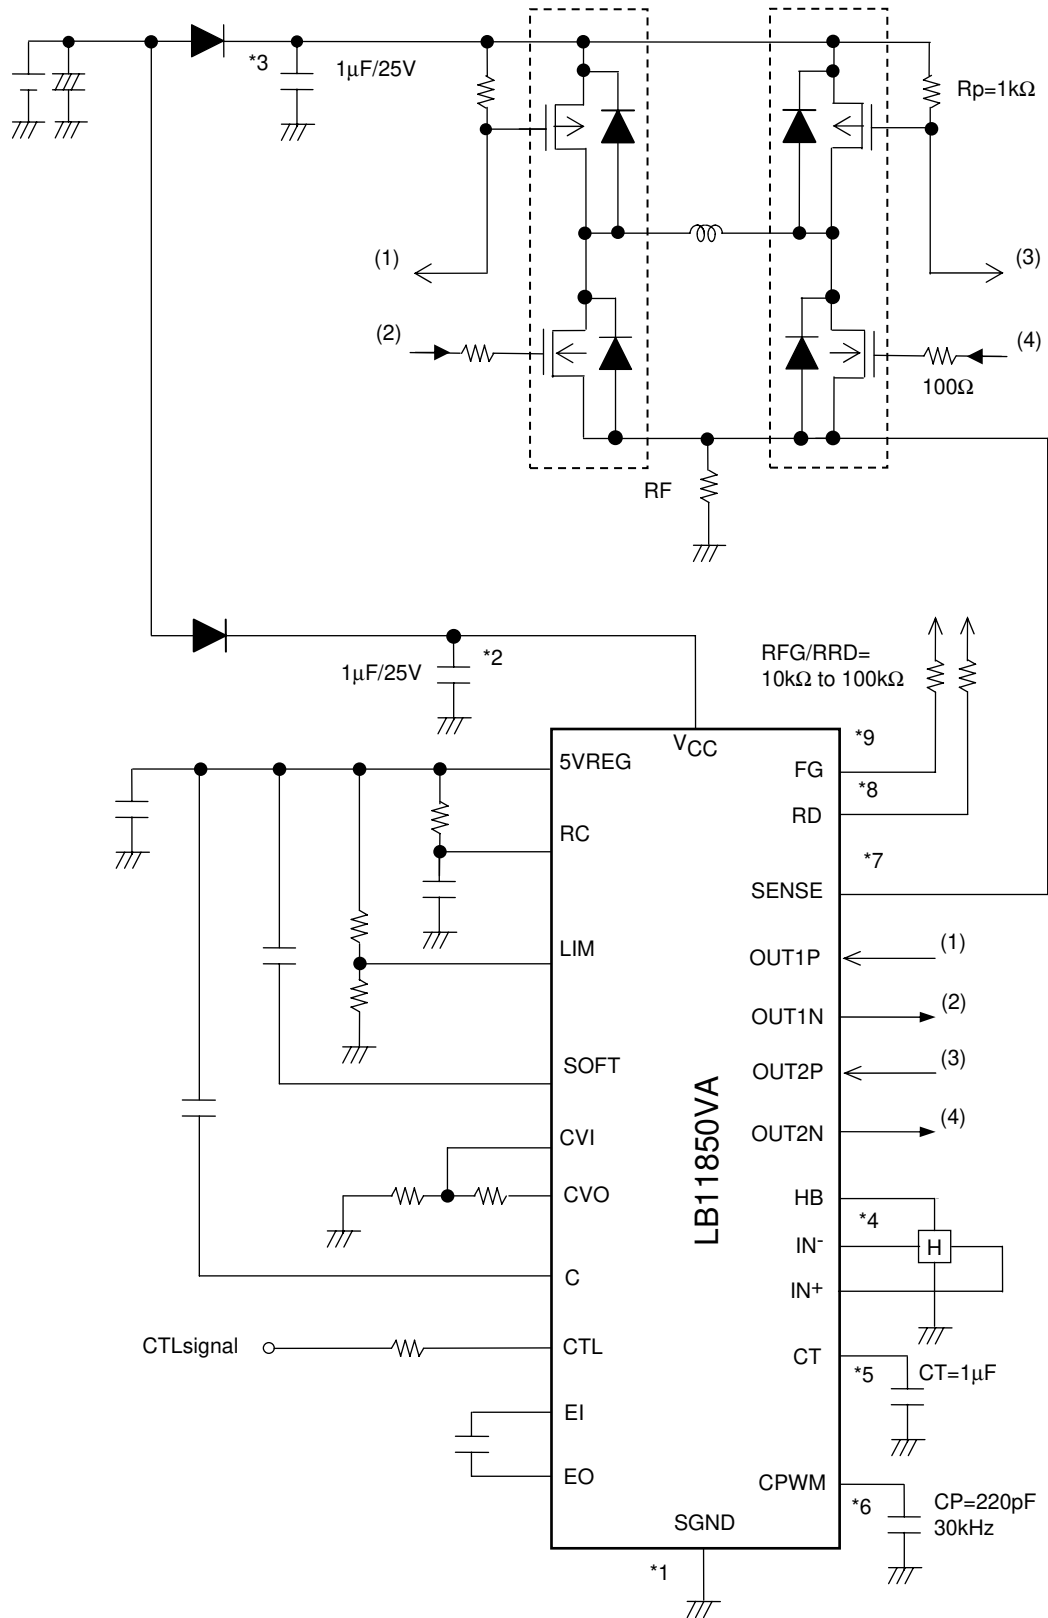 *3
1µF/25V
Rp=1kΩ
(1)
(3)
(2)
(4)
100Ω
RF
1µF/25V
*2
RFG/RRD=
10kΩ to 100kΩ
VCC
*9
5VREG
FG
*8
RC
RD
*7
SENSE
LIM
OUT1P
(1)
OUT1N
(2)
SOFT
OUT2P
(3)
LB11850VA
CVI
OUT2N
(4)
CVO
HB
*4
IN-
H
C
IN+
CTLsignal
CTL
CT
*5
CT=1µF
EI
EO
CPWM
*6
CP=220pF
30kHz
SGND
*1